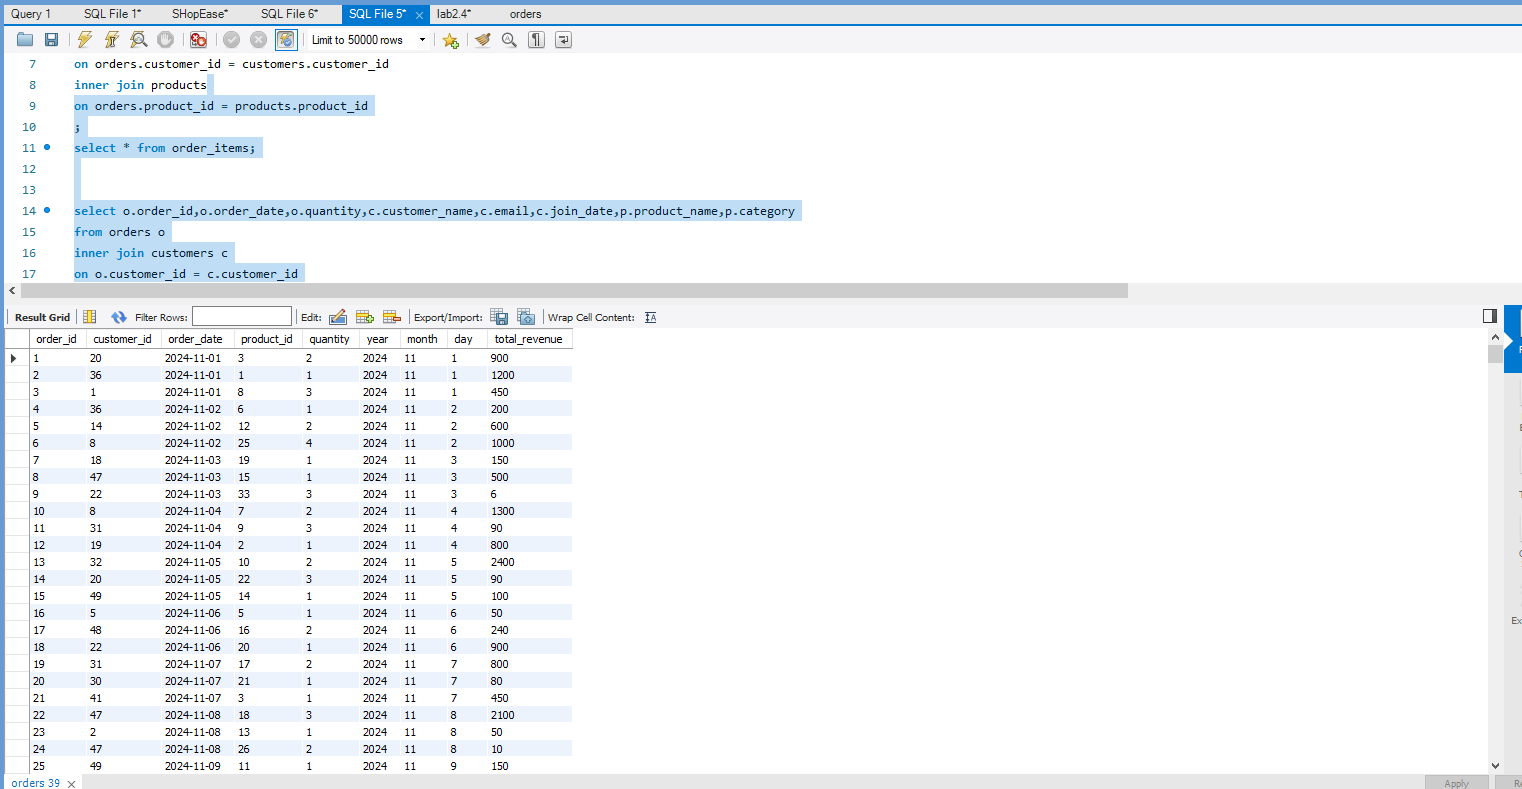 Query 1 SQL File 1* SHopEase* SQL File 6* SQL File 5* lab2.4* orders
Limit to 50000 rows
7 on orders.customer_id = customers.customer_id
8 inner join products
9 on orders.product_id = products.product_id
10 ;
11 select * from order_items;
12
13
14 select o.order_id,o.order_date,o.quantity,c.customer_name,c.email,c.join_date,p.product_name,p.category
15 from orders o
16 inner join customers c
17 on o.customer_id = c.customer_id
Result Grid Filter Rows: Edit: Export/Import: Wrap Cell Content:
order_id customer_id order_date product_id quantity year month day total_revenue
1 20 2024-11-01 3 2 2024 11 1 900
2 36 2024-11-01 1 1 2024 11 1 1200
3 1 2024-11-01 8 3 2024 11 1 450
4 36 2024-11-02 6 1 2024 11 2 200
5 14 2024-11-02 12 2 2024 11 2 600
6 8 2024-11-02 25 4 2024 11 2 1000
7 18 2024-11-03 19 1 2024 11 3 150
8 47 2024-11-03 15 1 2024 11 3 500
9 22 2024-11-03 33 3 2024 11 3 6
10 8 2024-11-04 7 2 2024 11 4 1300
11 31 2024-11-04 9 3 2024 11 4 90
12 19 2024-11-04 2 1 2024 11 4 800
13 32 2024-11-05 10 2 2024 11 5 2400
14 20 2024-11-05 22 3 2024 11 5 90
15 49 2024-11-05 14 1 2024 11 5 100
16 5 2024-11-06 5 1 2024 11 6 50
17 48 2024-11-06 16 2 2024 11 6 240
18 22 2024-11-06 20 1 2024 11 6 900
19 31 2024-11-07 17 2 2024 11 7 800
20 30 2024-11-07 21 1 2024 11 7 80
21 41 2024-11-07 3 1 2024 11 7 450
22 47 2024-11-08 18 3 2024 11 8 2100
23 2 2024-11-08 13 1 2024 11 8 50
24 47 2024-11-08 26 2 2024 11 8 10
25 49 2024-11-09 11 1 2024 11 9 150
orders 39 Apply